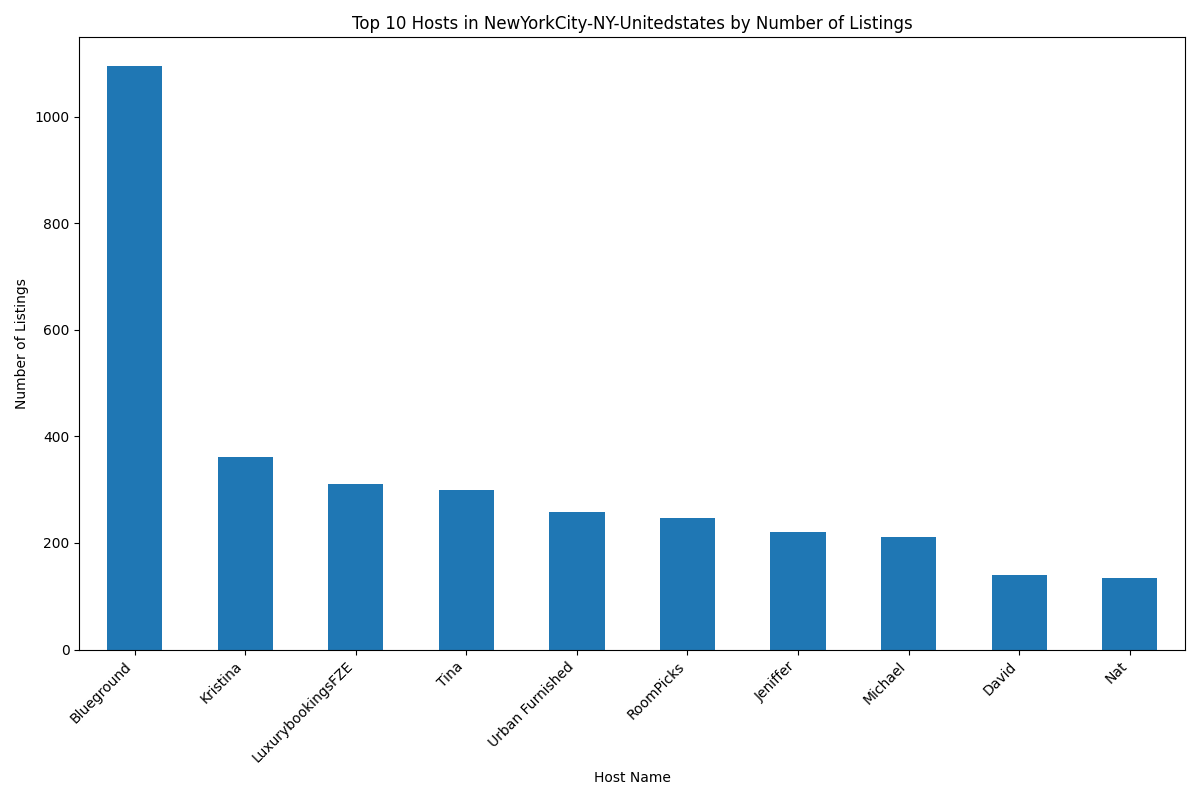 Top 10 Hosts in NewYorkCity-NY-Unitedstates by Number of Listings
Number of Listings
1000
800
600
400
200
0
Blueground
Kristina
LuxurybookingsFZE
Tina
Urban Furnished
RoomPicks
Jeniffer
Michael
David
Nat
Host Name